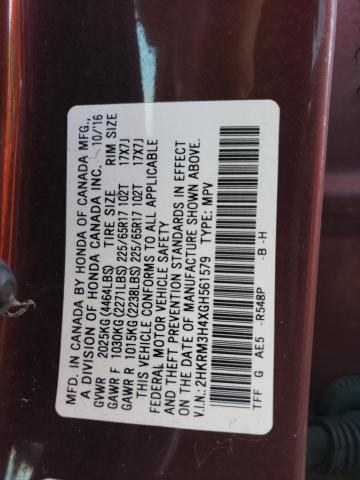 MFD. IN CANADA BY HONDA OF CANADA MFG.,
A DIVISION OF HONDA CANADA INC. 10/16
GVWR 2025KG (4464LBS) TIRE SIZE RIM SIZE
GAWR F 1030KG (2271LBS) 225/65R17 102T 17X7J
GAWR R 1015KG (2238LBS) 225/65R17 102T 17X7J
THIS VEHICLE CONFORMS TO ALL APPLICABLE
FEDERAL MOTOR VEHICLE SAFETY
AND THEFT PREVENTION STANDARDS IN EFFECT
ON THE DATE OF MANUFACTURE SHOWN ABOVE.
V.I.N.: 2HKRM3H4XGH561579 TYPE: MPV
TFF G AE5 -R548P -B -H